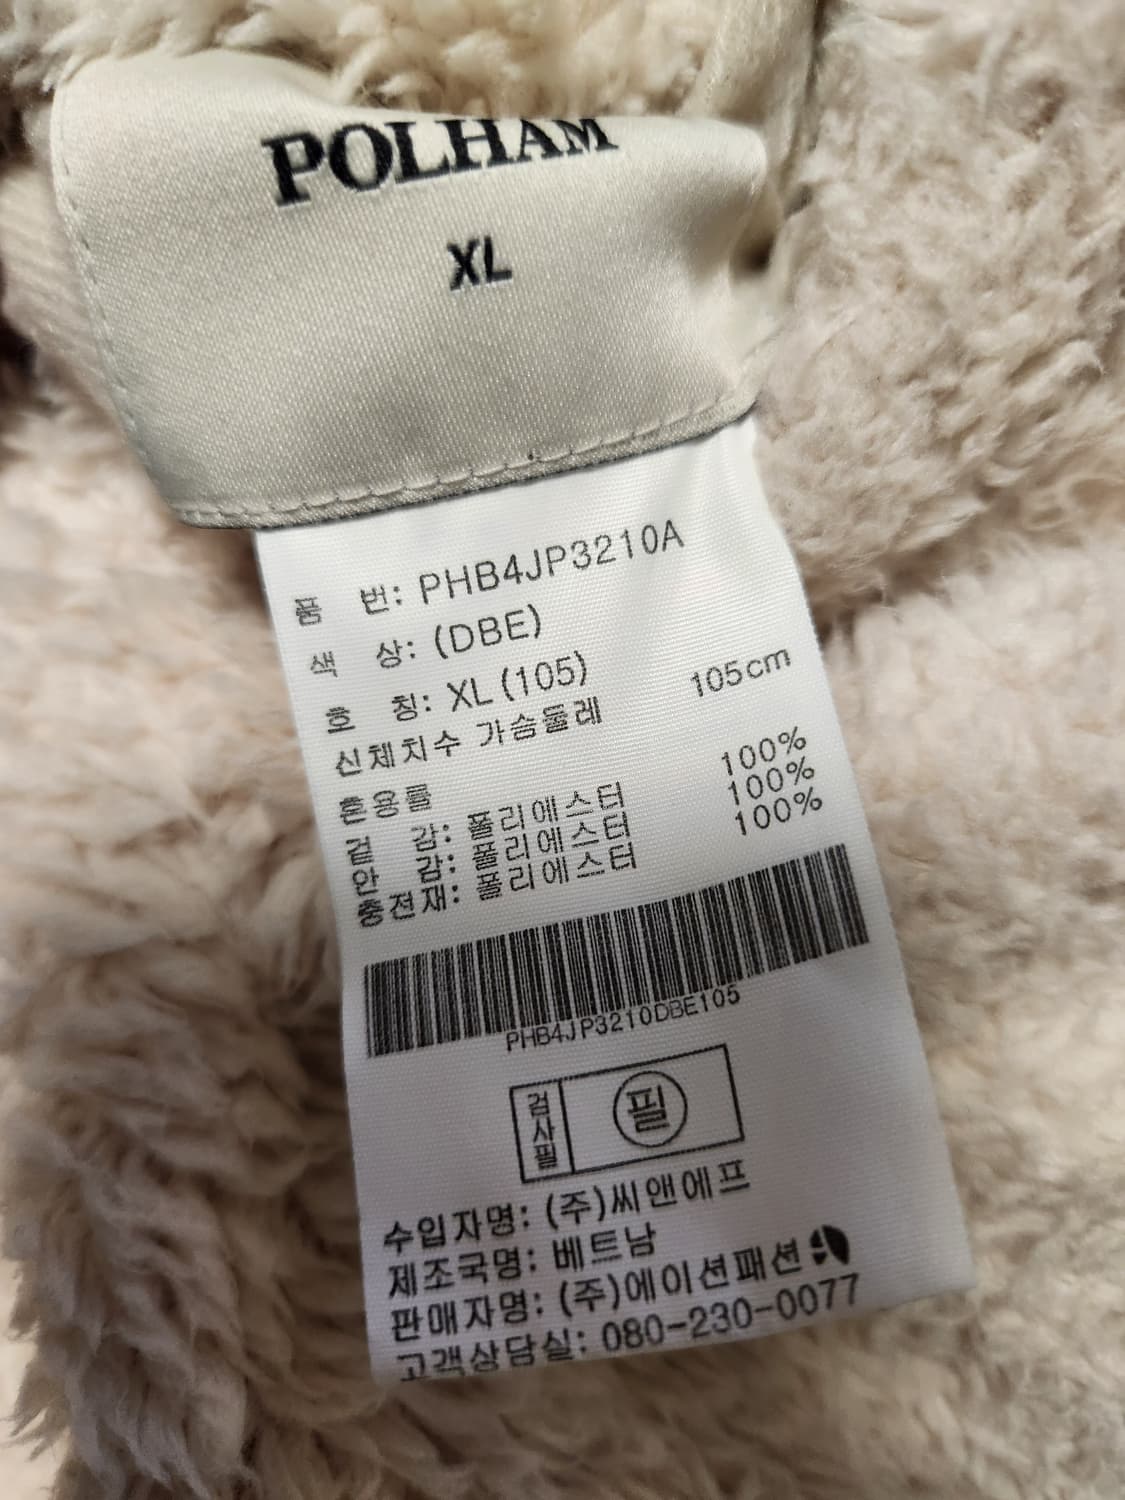 POLHAM
XL
품 번: PHB4JP3210A
색 상: (DBE)
호 칭: XL (105)
신체치수 가슴둘레 105cm
혼용률
겉 감: 폴리에스터 100%
안 감: 폴리에스터 100%
충전재: 폴리에스터 100%
PHB4JP3210DBE105
검사필 필
수입자명: (주)씨앤에프
제조국명: 베트남
판매자명: (주)에이션패션
고객상담실: 080-230-0077